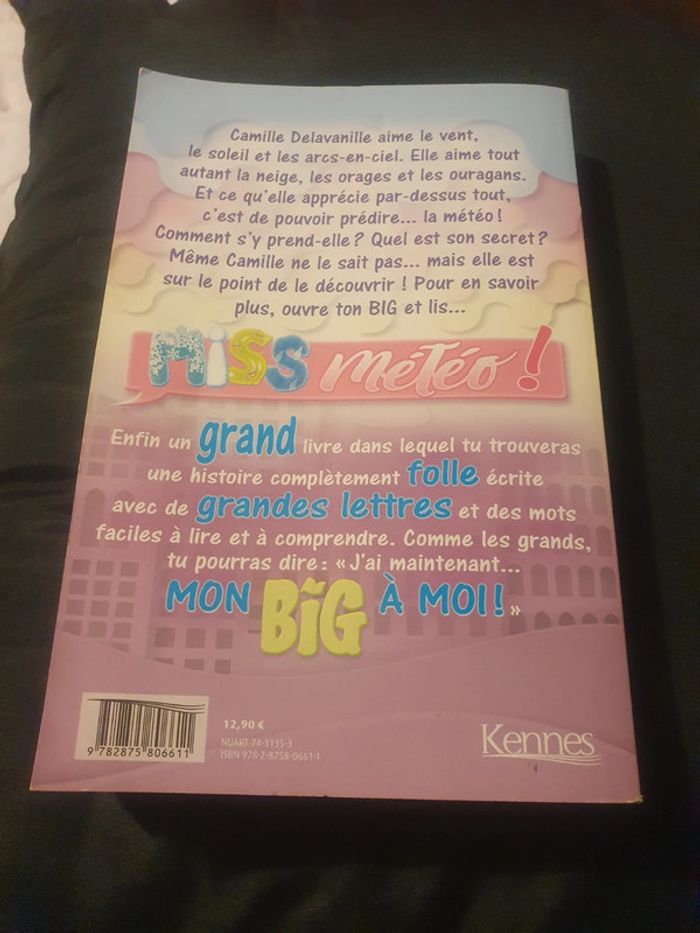 Camille Delavanille aime le vent,
le soleil et les arcs-en-ciel. Elle aime tout
autant la neige, les orages et les ouragans.
Et ce qu'elle apprécie par-dessus tout,
c'est de pouvoir prédire... la météo !
Comment s'y prend-elle ? Quel est son secret ?
Même Camille ne le sait pas... mais elle est
sur le point de le découvrir ! Pour en savoir
plus, ouvre ton BIG et lis...
MISS météo !
Enfin un grand livre dans lequel tu trouveras
une histoire complètement folle écrite
avec de grandes lettres et des mots
faciles à lire et à comprendre. Comme les grands,
tu pourras dire : « J'ai maintenant...
MON BIG À MOI ! »
12,90 €
NUART 74-3135-3
ISBN 978-2-8758-0661-1
9 782875 806611
Kennes